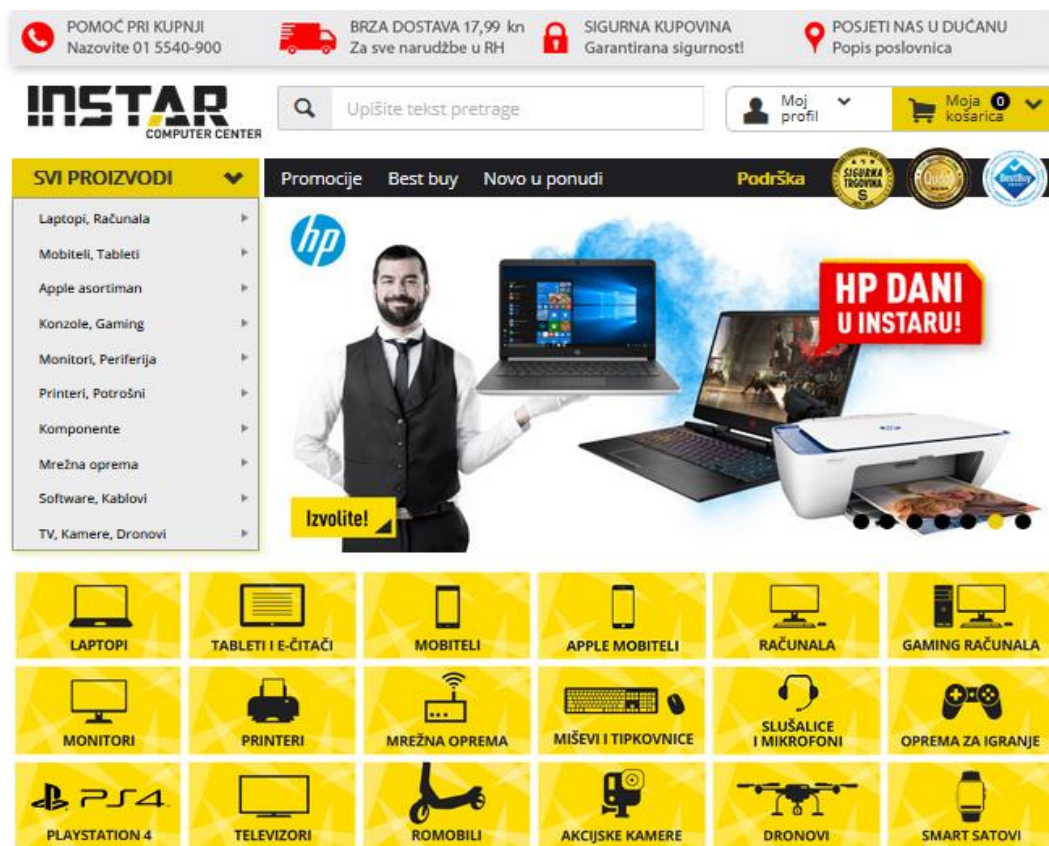 POMOĆ PRI KUPNJI
Nazovite 01 5540-900
BRZA DOSTAVA 17,99 kn
Za sve narudžbe u RH
SIGURNA KUPOVINA
Garantirana sigurnost!
POSJETI NAS U DUĆANU
Popis poslovnica
INSTAR
COMPUTER CENTER
Upišite tekst pretrage
Moj
profil
Moja 0
košarica
SVI PROIZVODI
Promocije Best buy Novo u ponudi Podrška
SIGURNA
TRGOVINA
S
BestBuy
Laptopi, Računala
Mobiteli, Tableti
Apple asortiman
Konzole, Gaming
Monitori, Periferija
Printeri, Potrošni
Komponente
Mrežna oprema
Software, Kablovi
TV, Kamere, Dronovi
hp
HP DANI
U INSTARU!
Izvolite!
LAPTOPI
TABLETI I E-ČITAČI
MOBITELI
APPLE MOBITELI
RAČUNALA
GAMING RAČUNALA
MONITORI
PRINTERI
MREŽNA OPREMA
MIŠEVI I TIPKOVNICE
SLUŠALICE
I MIKROFONI
OPREMA ZA IGRANJE
PS4
PLAYSTATION 4
TELEVIZORI
ROMOBILI
AKCIJSKE KAMERE
DRONOVI
SMART SATOVI